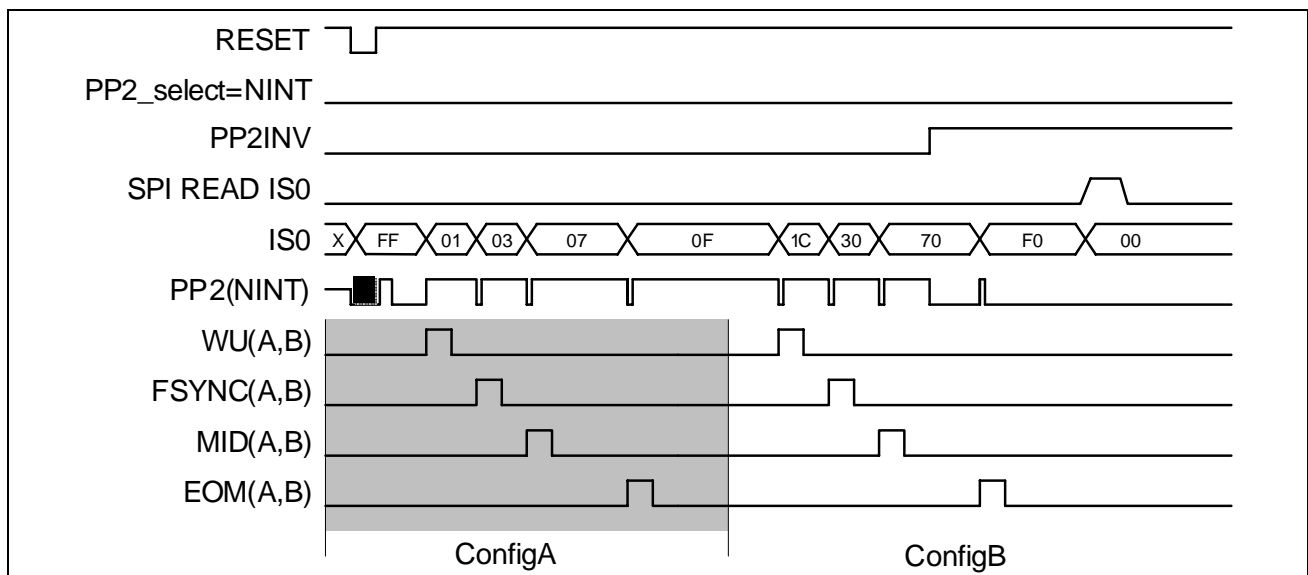 RESET
PP2_select=NINT
PP2INV
SPI READ IS0
IS0 X FF 01 03 07 0F 1C 30 70 F0 00
PP2(NINT)
WU(A,B)
FSYNC(A,B)
MID(A,B)
EOM(A,B)
ConfigA ConfigB